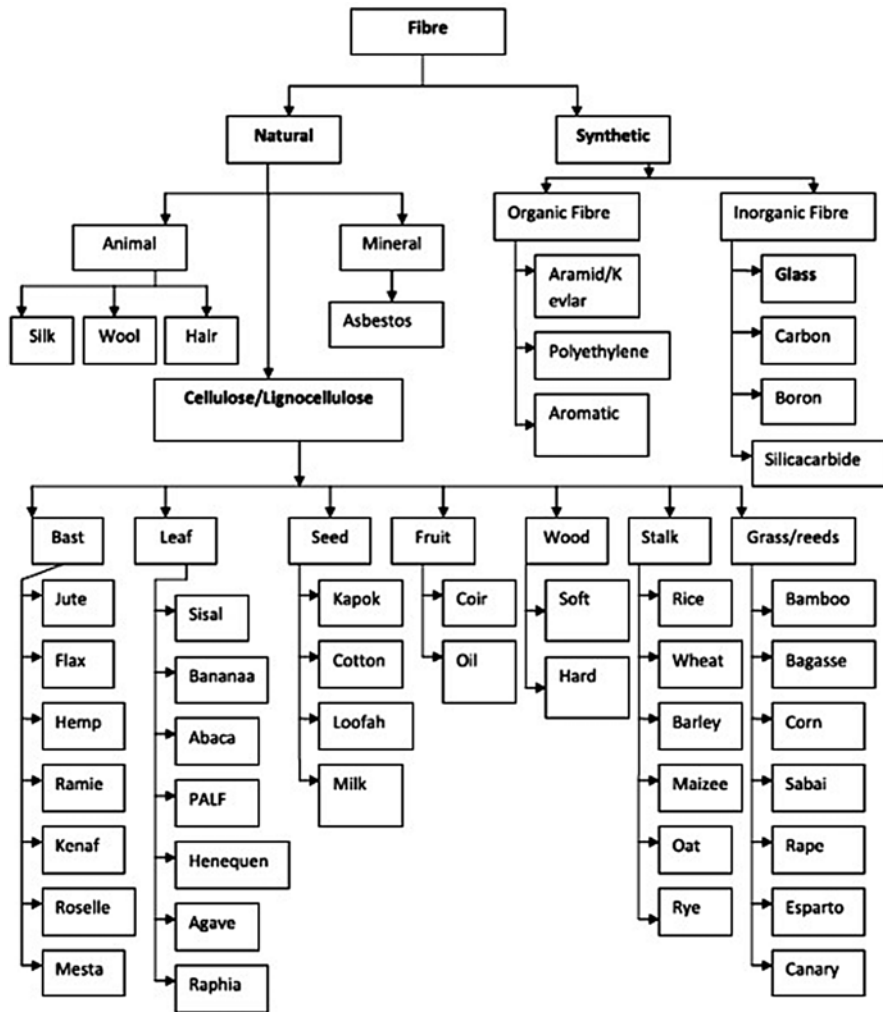 Fibre
Natural
Synthetic
Organic Fibre
Inorganic Fibre
Animal
Mineral
Aramid/K
evlar
Glass
Silk
Wool
Hair
Asbestos
Polyethylene
Carbon
Cellulose/Lignocellulose
Aromatic
Boron
Silicacarbide
Bast
Leaf
Seed
Fruit
Wood
Stalk
Grass/reeds
Jute
Sisal
Kapok
Coir
Soft
Rice
Bamboo
Flax
Bananaa
Cotton
Oil
Hard
Wheat
Bagasse
Hemp
Abaca
Loofah
Barley
Corn
Ramie
PALF
Milk
Maizee
Sabai
Kenaf
Henequen
Oat
Rape
Roselle
Agave
Rye
Esparto
Mesta
Raphia
Canary